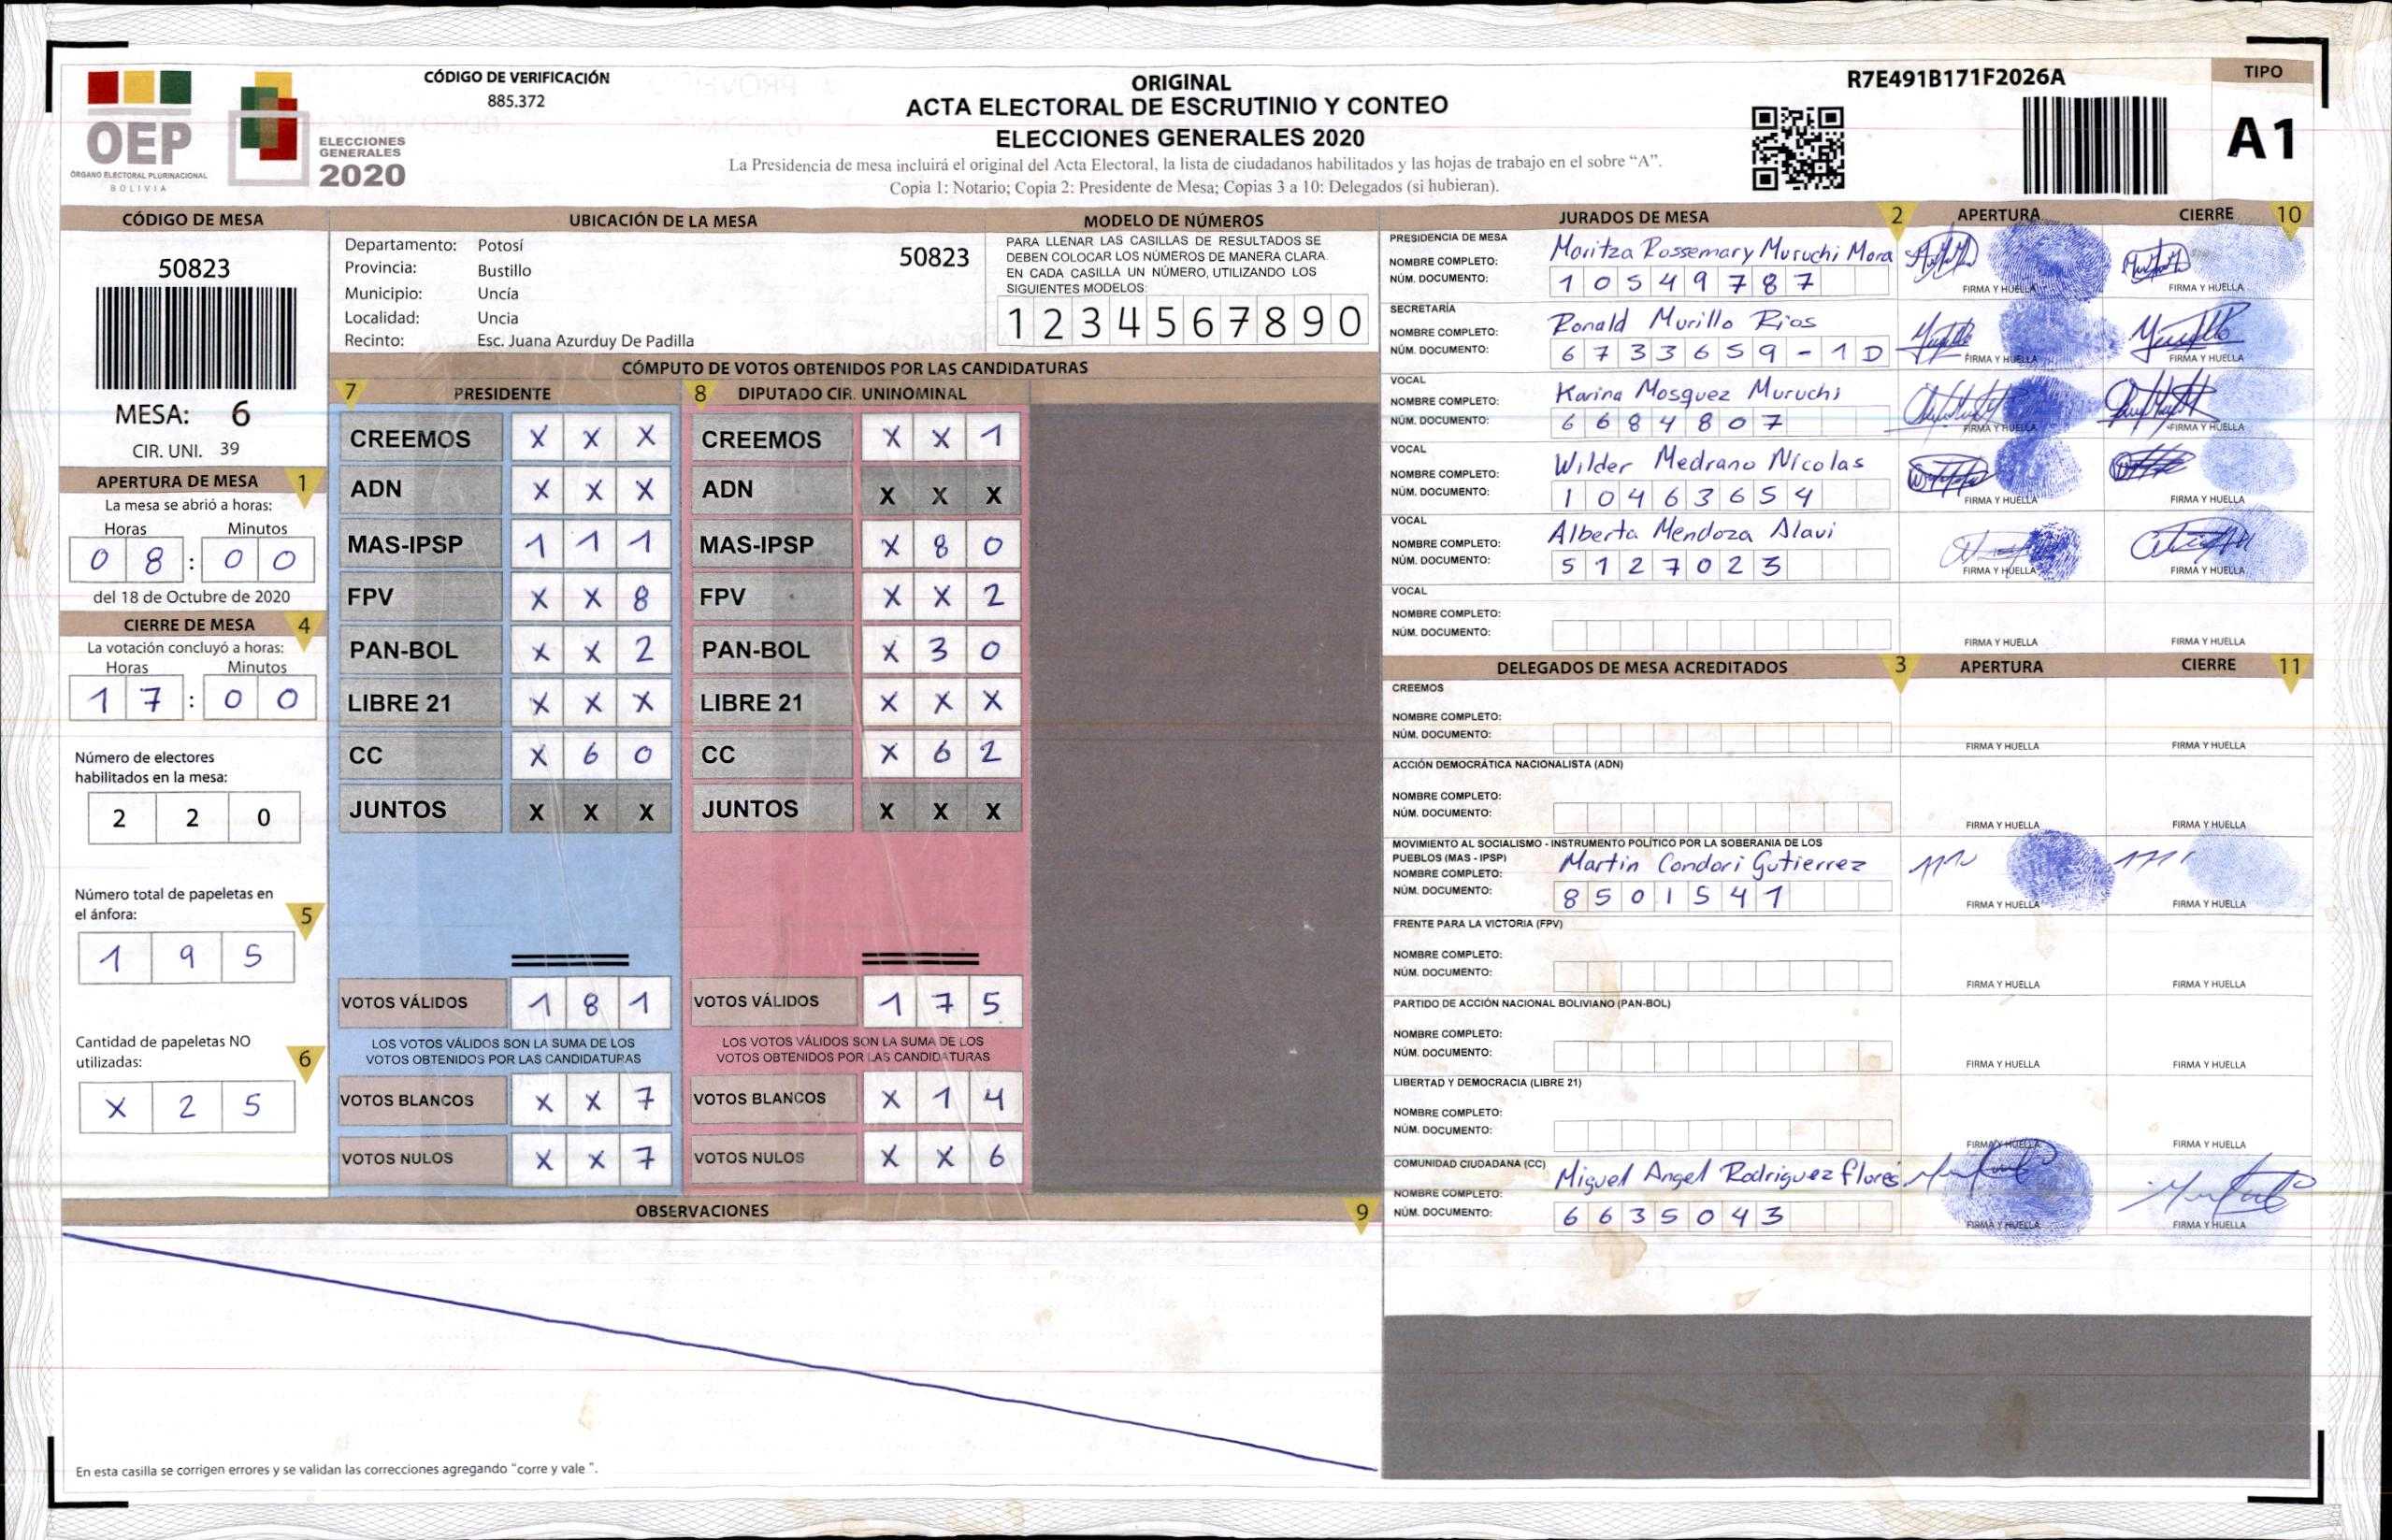 OEP
ÓRGANO ELECTORAL PLURINACIONAL
BOLIVIA
ELECCIONES
GENERALES
2020
CÓDIGO DE VERIFICACIÓN
885.372
ORIGINAL
ACTA ELECTORAL DE ESCRUTINIO Y CONTEO
ELECCIONES GENERALES 2020
La Presidencia de mesa incluirá el original del Acta Electoral, la lista de ciudadanos habilitados y las hojas de trabajo en el sobre “A”.
Copia 1: Notario; Copia 2: Presidente de Mesa; Copias 3 a 10: Delegados (si hubieran).
R7E491B171F2026A
TIPO
A1
CÓDIGO DE MESA
50823
MESA: 6
CIR. UNI. 39
APERTURA DE MESA 1
La mesa se abrió a horas:
Horas Minutos
0 8 : 0 0
del 18 de Octubre de 2020
CIERRE DE MESA 4
La votación concluyó a horas:
Horas Minutos
1 7 : 0 0
Número de electores
habilitados en la mesa:
2 2 0
Número total de papeletas en
el ánfora: 5
1 9 5
Cantidad de papeletas NO
utilizadas: 6
X 2 5
UBICACIÓN DE LA MESA
Departamento: Potosí
50823
Provincia: Bustillo
Municipio: Uncía
Localidad: Uncia
Recinto: Esc. Juana Azurduy De Padilla
MODELO DE NÚMEROS
PARA LLENAR LAS CASILLAS DE RESULTADOS SE
DEBEN COLOCAR LOS NÚMEROS DE MANERA CLARA.
EN CADA CASILLA UN NÚMERO, UTILIZANDO LOS
SIGUIENTES MODELOS:
1 2 3 4 5 6 7 8 9 0
CÓMPUTO DE VOTOS OBTENIDOS POR LAS CANDIDATURAS
7 PRESIDENTE
CREEMOS X X X
ADN X X X
MAS-IPSP 1 1 1
FPV X X 8
PAN-BOL X X 2
LIBRE 21 X X X
CC X 6 0
JUNTOS X X X
VOTOS VÁLIDOS 1 8 1
LOS VOTOS VÁLIDOS SON LA SUMA DE LOS
VOTOS OBTENIDOS POR LAS CANDIDATURAS
VOTOS BLANCOS X X 7
VOTOS NULOS X X 7
8 DIPUTADO CIR. UNINOMINAL
CREEMOS X X 1
ADN X X X
MAS-IPSP X 8 0
FPV X X 2
PAN-BOL X 3 0
LIBRE 21 X X X
CC X 6 2
JUNTOS X X X
VOTOS VÁLIDOS 1 7 5
LOS VOTOS VÁLIDOS SON LA SUMA DE LOS
VOTOS OBTENIDOS POR LAS CANDIDATURAS
VOTOS BLANCOS X 1 4
VOTOS NULOS X X 6
OBSERVACIONES 9
En esta casilla se corrigen errores y se validan las correcciones agregando “corre y vale ”.
JURADOS DE MESA 2 APERTURA CIERRE 10
PRESIDENCIA DE MESA
NOMBRE COMPLETO: Maritza Rossemary Muruchi Mora
NÚM. DOCUMENTO: 1 0 5 4 9 7 8 7
FIRMA Y HUELLA FIRMA Y HUELLA
SECRETARÍA
NOMBRE COMPLETO: Ronald Murillo Rios
NÚM. DOCUMENTO: 6 7 3 3 6 5 9 - 1 D
FIRMA Y HUELLA FIRMA Y HUELLA
VOCAL
NOMBRE COMPLETO: Karina Mosquez Muruchi
NÚM. DOCUMENTO: 6 6 8 4 8 0 7
FIRMA Y HUELLA FIRMA Y HUELLA
VOCAL
NOMBRE COMPLETO: Wilder Medrano Nicolas
NÚM. DOCUMENTO: 1 0 4 6 3 6 5 4
FIRMA Y HUELLA FIRMA Y HUELLA
VOCAL
NOMBRE COMPLETO: Alberta Mendoza Alavi
NÚM. DOCUMENTO: 5 1 2 7 0 2 3
FIRMA Y HUELLA FIRMA Y HUELLA
VOCAL
NOMBRE COMPLETO:
NÚM. DOCUMENTO:
FIRMA Y HUELLA FIRMA Y HUELLA
DELEGADOS DE MESA ACREDITADOS 3 APERTURA CIERRE 11
CREEMOS
NOMBRE COMPLETO:
NÚM. DOCUMENTO:
FIRMA Y HUELLA FIRMA Y HUELLA
ACCIÓN DEMOCRÁTICA NACIONALISTA (ADN)
NOMBRE COMPLETO:
NÚM. DOCUMENTO:
FIRMA Y HUELLA FIRMA Y HUELLA
MOVIMIENTO AL SOCIALISMO - INSTRUMENTO POLÍTICO POR LA SOBERANIA DE LOS
PUEBLOS (MAS - IPSP)
NOMBRE COMPLETO: Martin Condori Gutierrez
NÚM. DOCUMENTO: 8 5 0 1 5 4 1
FIRMA Y HUELLA FIRMA Y HUELLA
FRENTE PARA LA VICTORIA (FPV)
NOMBRE COMPLETO:
NÚM. DOCUMENTO:
FIRMA Y HUELLA FIRMA Y HUELLA
PARTIDO DE ACCIÓN NACIONAL BOLIVIANO (PAN-BOL)
NOMBRE COMPLETO:
NÚM. DOCUMENTO:
FIRMA Y HUELLA FIRMA Y HUELLA
LIBERTAD Y DEMOCRACIA (LIBRE 21)
NOMBRE COMPLETO:
NÚM. DOCUMENTO:
FIRMA Y HUELLA FIRMA Y HUELLA
COMUNIDAD CIUDADANA (CC)
NOMBRE COMPLETO: Miguel Angel Rodriguez flores
NÚM. DOCUMENTO: 6 6 3 5 0 4 3
FIRMA Y HUELLA FIRMA Y HUELLA